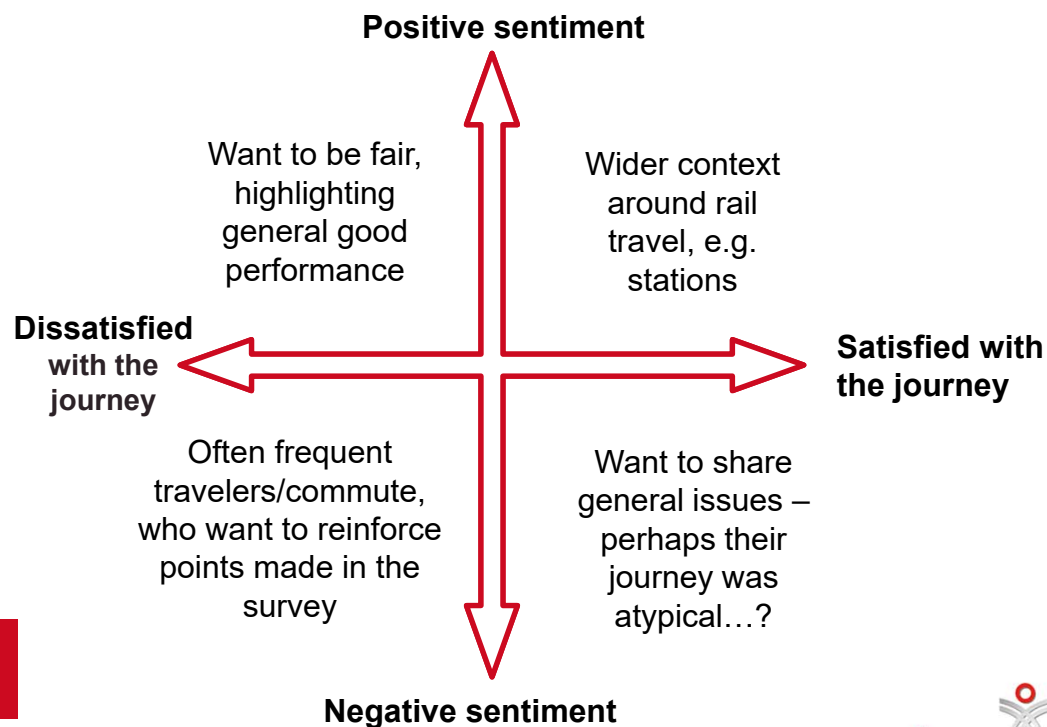 Positive sentiment
Want to be fair,
highlighting
general good
performance
Wider context
around rail
travel, e.g.
stations
Dissatisfied
with the
journey
Satisfied with
the journey
Often frequent
travelers/commute,
who want to reinforce
points made in the
survey
Want to share
general issues –
perhaps their
journey was
atypical…?
Negative sentiment